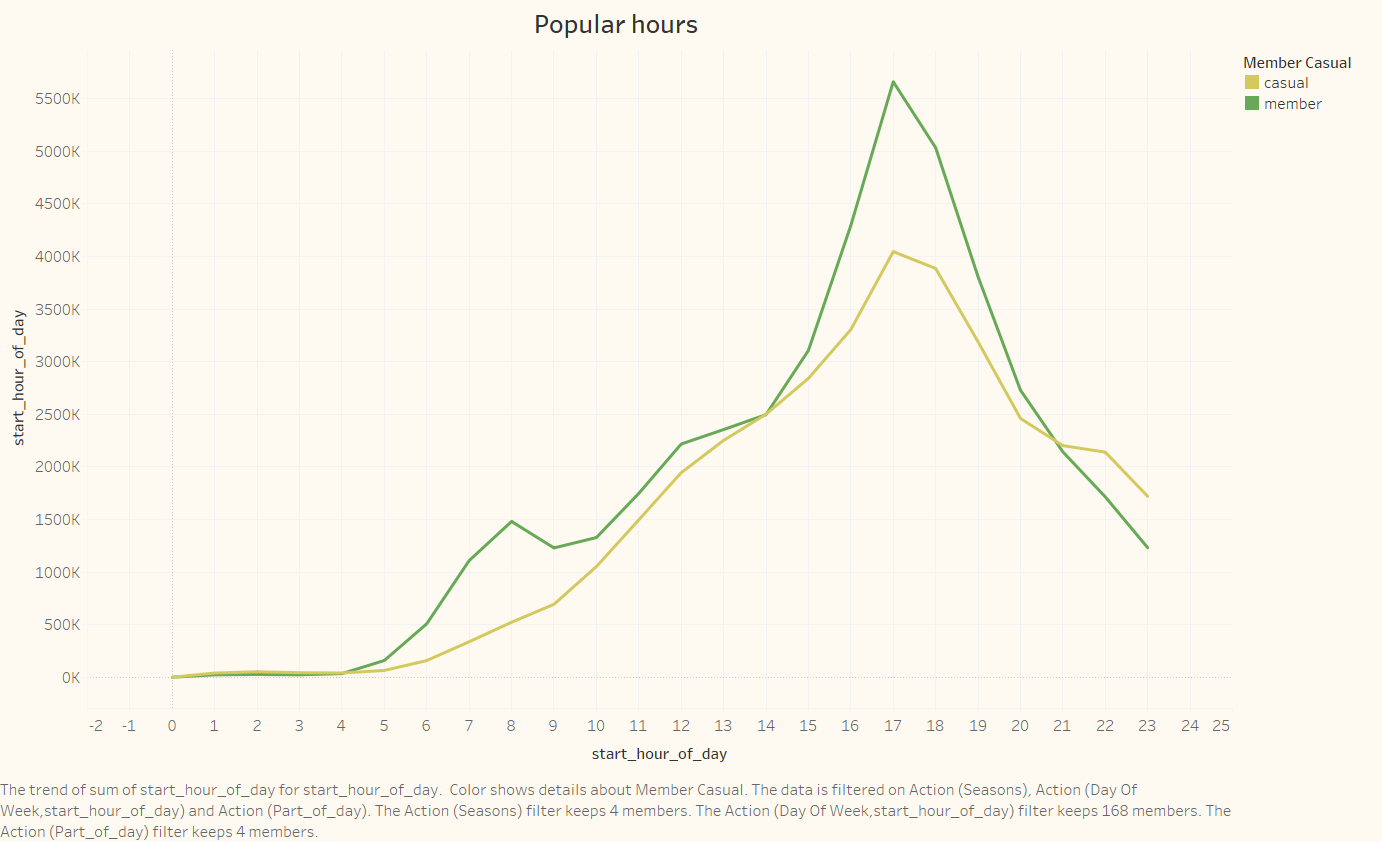 Popular hours
Member Casual
casual
member
5500K
5000K
4500K
4000K
3500K
3000K
2500K
2000K
1500K
1000K
500K
0K
start_hour_of_day
-2 -1 0 1 2 3 4 5 6 7 8 9 10 11 12 13 14 15 16 17 18 19 20 21 22 23 24 25
start_hour_of_day
The trend of sum of start_hour_of_day for start_hour_of_day.  Color shows details about Member Casual. The data is filtered on Action (Seasons), Action (Day Of
Week,start_hour_of_day) and Action (Part_of_day). The Action (Seasons) filter keeps 4 members. The Action (Day Of Week,start_hour_of_day) filter keeps 168 members. The
Action (Part_of_day) filter keeps 4 members.